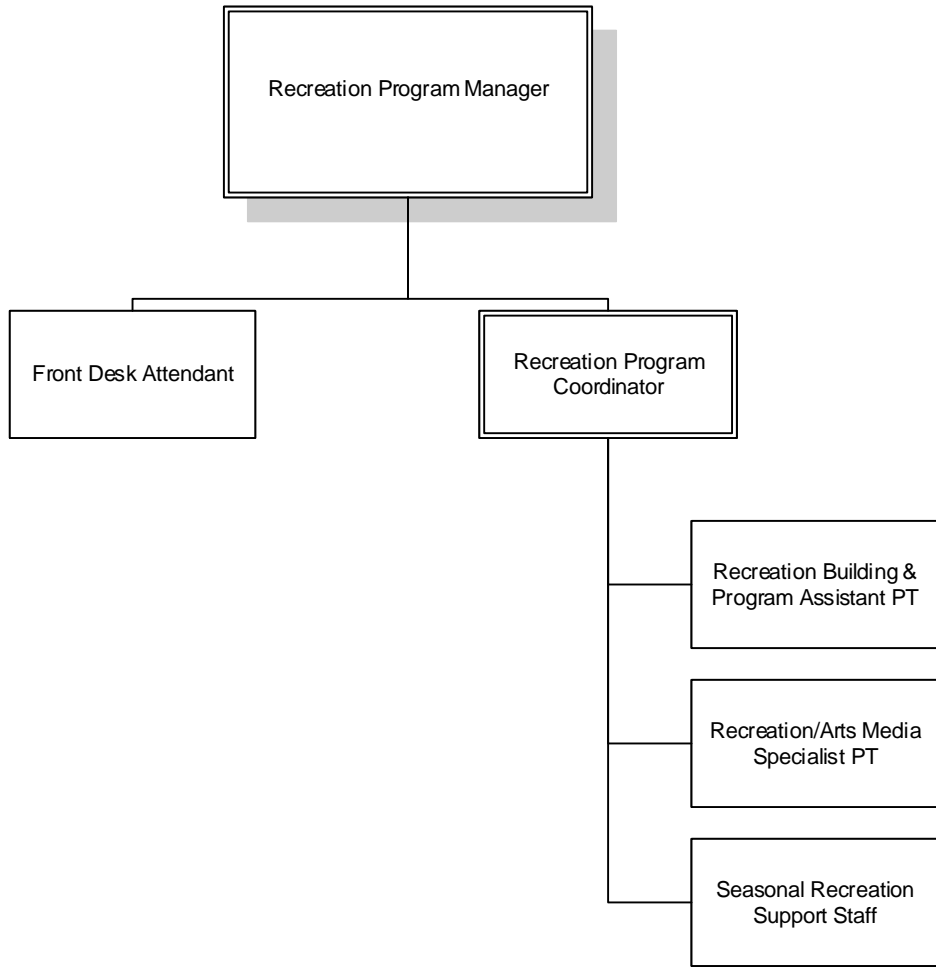 Recreation Program Manager
Front Desk Attendant
Recreation Program
Coordinator
Recreation Building &
Program Assistant PT
Recreation/Arts Media
Specialist PT
Seasonal Recreation
Support Staff